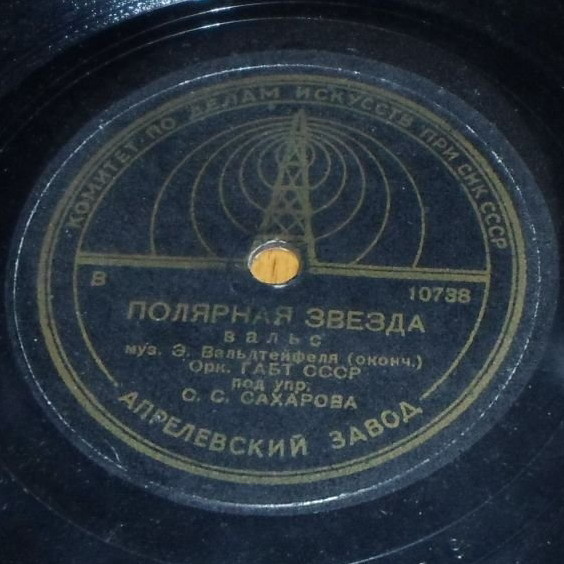 КОМИТЕТ ПО ДЕЛАМ ИСКУССТВ ПРИ СНК СССР
В 10738
ПОЛЯРНАЯ ЗВЕЗДА
вальс
муз. Э. Вальдтейфеля (оконч.)
Орк. ГАБТ СССР
под упр.
С. С. САХАРОВА
АПРЕЛЕВСКИЙ ЗАВОД